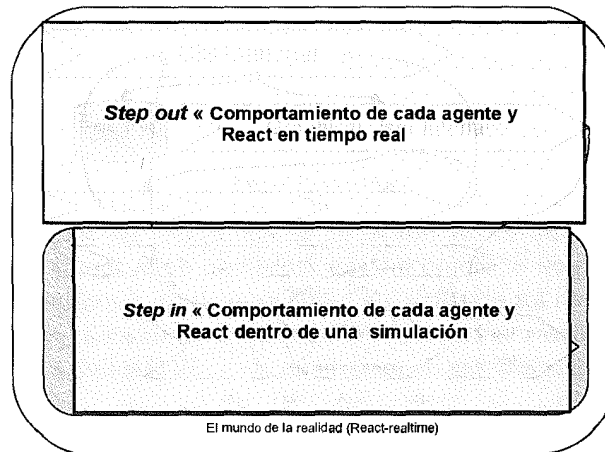 Step out « Comportamiento de cada agente y
React en tiempo real
Step in « Comportamiento de cada agente y
React dentro de una simulación
El mundo de la realidad (React-realtime)